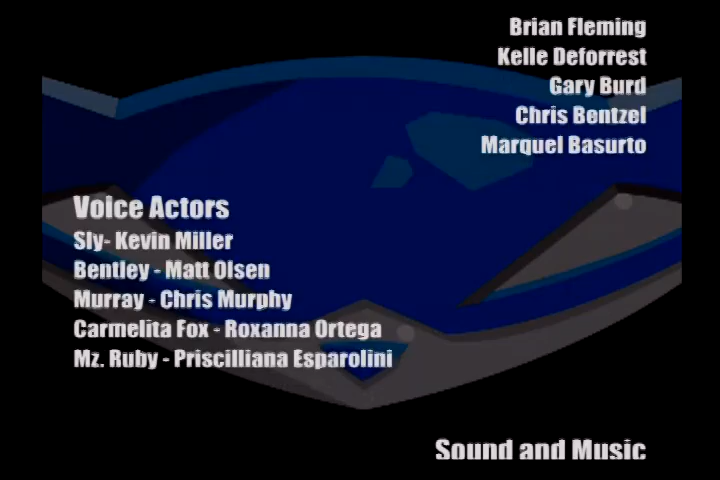 Brian Fleming
Kelle Deforrest
Gary Burd
Chris Bentzel
Marquel Basurto
Voice Actors
Sly- Kevin Miller
Bentley - Matt Olsen
Murray - Chris Murphy
Carmelita Fox - Roxanna Ortega
Mz. Ruby - Priscilliana Esparolini
Sound and Music